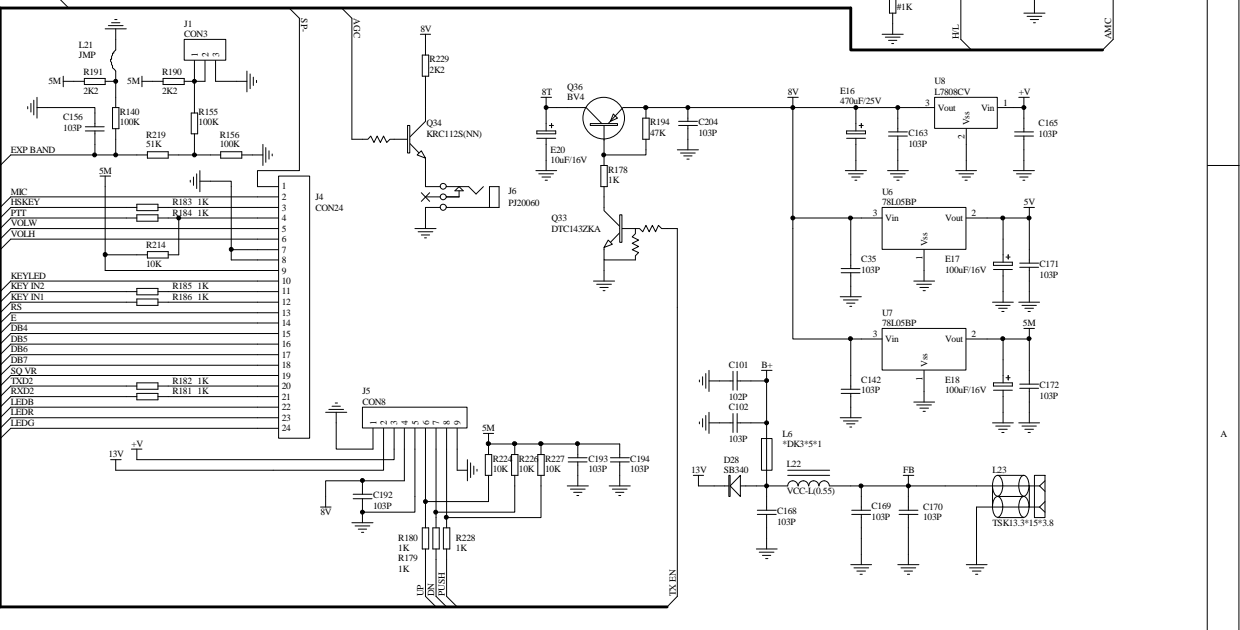 #1K
H/L
AMC
J1
CON3
1
2
3
L21
JMP
SP-
AGC
8V
R229
2K2
5M
R191
2K2
5M
R190
2K2
C156
103P
R140
100K
R155
100K
R219
51K
R156
100K
EXP BAND
5M
Q34
KRC112S(NN)
J6
PJ20060
8T
Q36
BV4
E20
10uF/16V
R194
47K
C204
103P
R178
1K
Q33
DTC143ZKA
8V
E16
470uF/25V
C163
103P
U8
L7808CV
3
Vout
Vin
1
Vss
2
+V
C165
103P
U6
78L05BP
3
Vin
Vout
2
Vss
1
5V
C35
103P
E17
100uF/16V
C171
103P
U7
78L05BP
3
Vin
Vout
2
Vss
1
5M
C142
103P
E18
100uF/16V
C172
103P
J4
CON24
MIC
HSKEY
PTT
VOLW
VOLH
R183 1K
R184 1K
R214
10K
KEYLED
KEY IN2
KEY IN1
R185 1K
R186 1K
RS
E
DB4
DB5
DB6
DB7
SQ VR
TXD2
RXD2
R182 1K
R181 1K
LEDB
LEDR
LEDG
1
2
3
4
5
6
7
8
9
10
11
12
13
14
15
16
17
18
19
20
21
22
23
24
13V
+V
J5
CON8
1
2
3
4
5
6
7
8
9
8V
C192
103P
5M
R224
10K
R226
10K
R227
10K
C193
103P
C194
103P
R180
1K
R179
1K
R228
1K
UP
DN
PUSH
TX EN
C101
102P
B+
C102
103P
L6
*DK3*5*1
13V
D28
SB340
L22
VCC-L(0.55)
FB
C168
103P
C169
103P
C170
103P
L23
TSK13.3*15*3.8
A